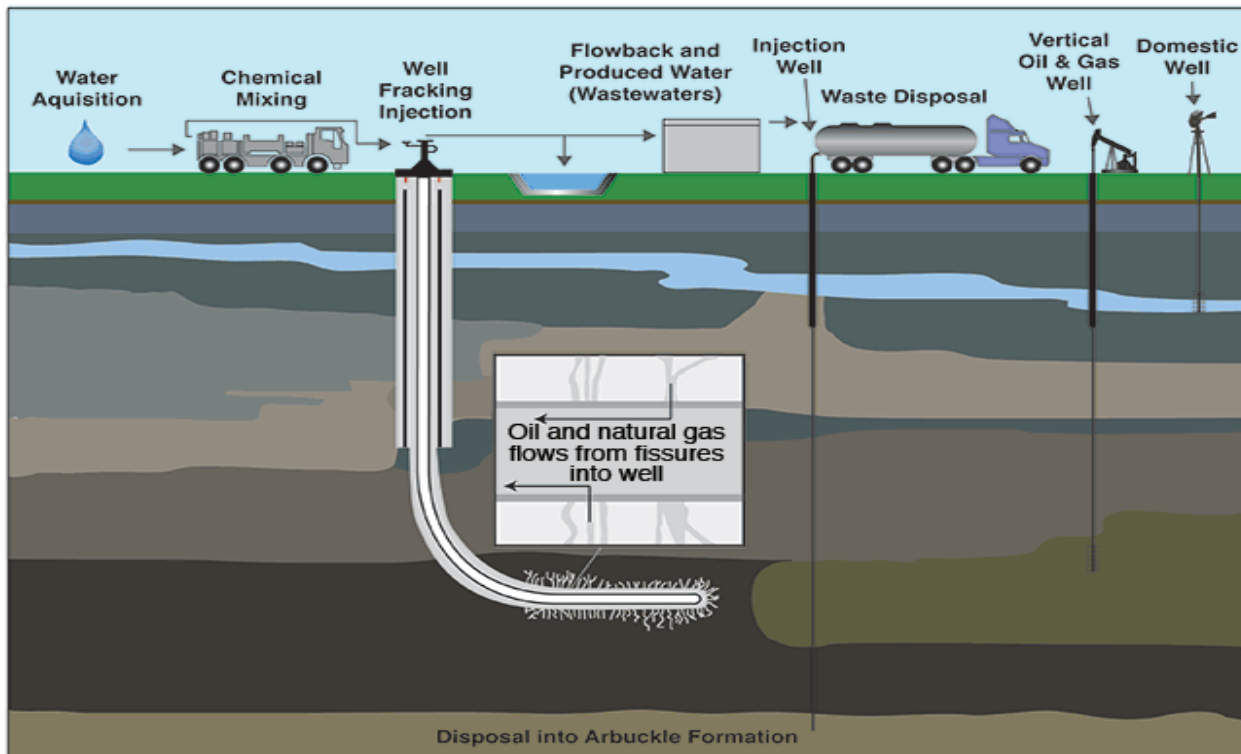 Water
Aquisition
Chemical
Mixing
Well
Fracking
Injection
Flowback and
Produced Water
(Wastewaters)
Injection
Well
Waste Disposal
Vertical
Oil & Gas
Well
Domestic
Well
Oil and natural gas
flows from fissures
into well
Disposal into Arbuckle Formation